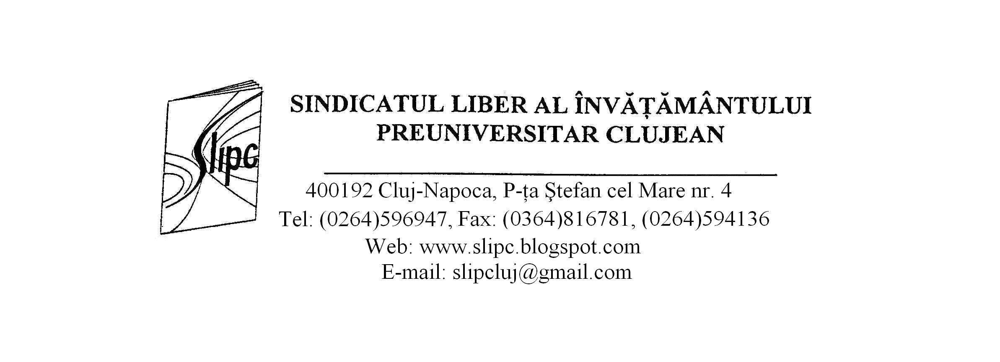 SINDICATUL LIBER AL ÎNVĂȚĂMÂNTULUI
PREUNIVERSITAR CLUJEAN
slipc
400192 Cluj-Napoca, P-ța Ştefan cel Mare nr. 4
Tel: (0264)596947, Fax: (0364)816781, (0264)594136
Web: www.slipc.blogspot.com
E-mail: slipcluj@gmail.com